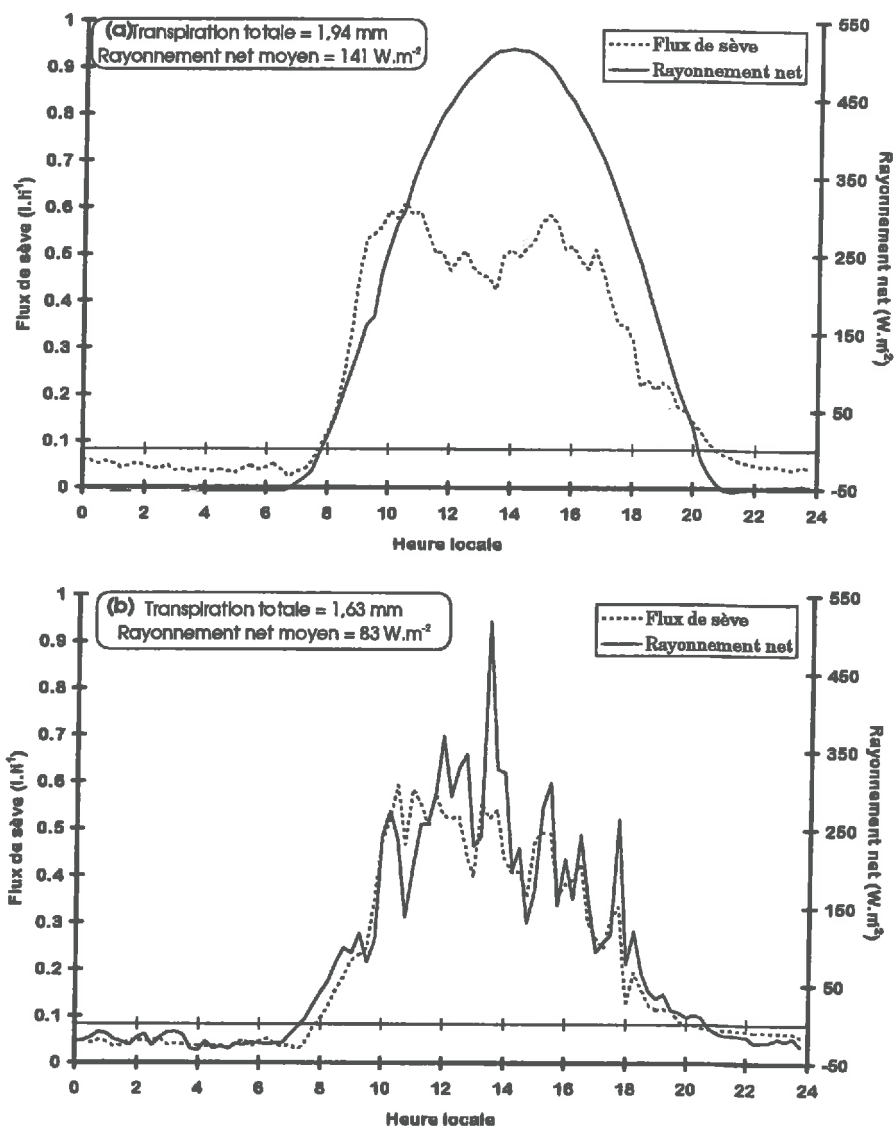 (a) Transpiration totale = 1,94 mm
Rayonnement net moyen = 141 W.m⁻²
Flux de sève
Rayonnement net
Flux de sève (l.h⁻¹)
1
0.9
0.8
0.7
0.6
0.5
0.4
0.3
0.2
0.1
0
550
450
350
250
150
50
-50
Rayonnement net (W.m⁻²)
0 2 4 6 8 10 12 14 16 18 20 22 24
Heure locale
(b) Transpiration totale = 1,63 mm
Rayonnement net moyen = 83 W.m⁻²
Flux de sève
Rayonnement net
Flux de sève (l.h⁻¹)
1
0.9
0.8
0.7
0.6
0.5
0.4
0.3
0.2
0.1
0
550
450
350
250
150
50
-50
Rayonnement net (W.m⁻²)
0 2 4 6 8 10 12 14 16 18 20 22 24
Heure locale